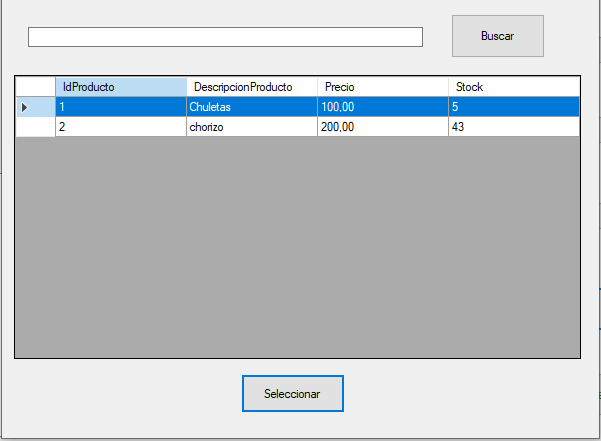 Buscar
IdProducto DescripcionProducto Precio Stock
1 Chuletas 100,00 5
2 chorizo 200,00 43
Seleccionar